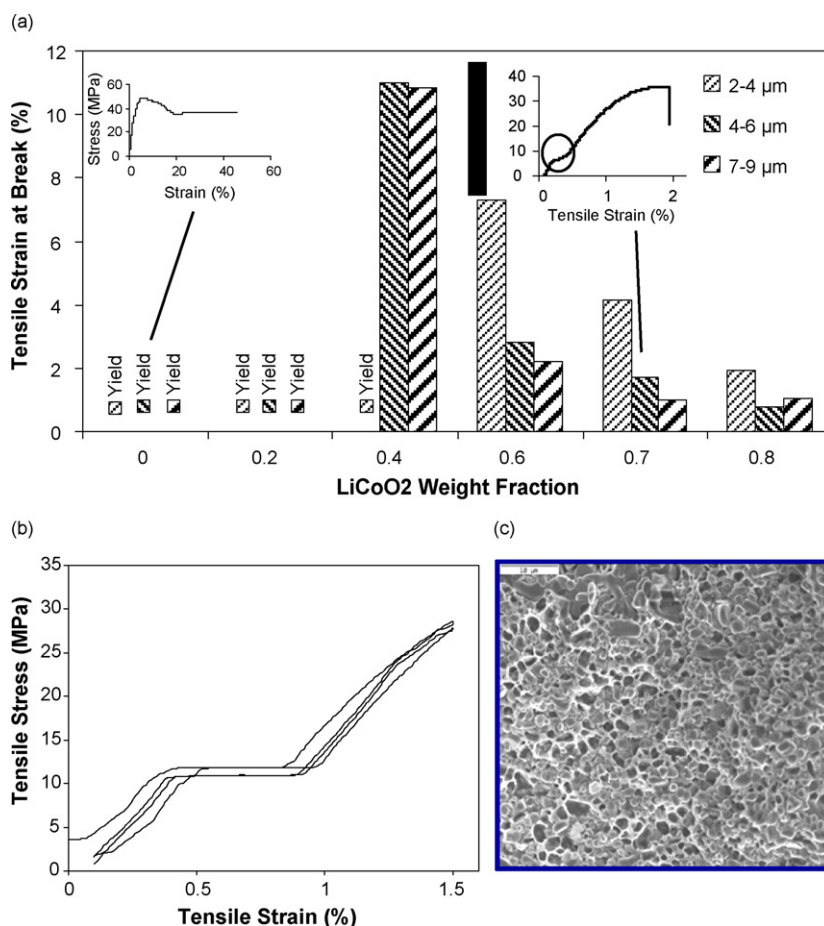 (a)
12
10
8
6
4
2
0
Tensile Strain at Break (%)
60
40
20
0
Stress (MPa)
0 20 40 60
Strain (%)
40
30
20
10
0
0 1 2
Tensile Strain (%)
2-4 µm
4-6 µm
7-9 µm
Yield
Yield
Yield
Yield
Yield
Yield
Yield
0 0.2 0.4 0.6 0.7 0.8
LiCoO2 Weight Fraction
(b)
35
30
25
20
15
10
5
0
Tensile Stress (MPa)
0 0.5 1 1.5
Tensile Strain (%)
(c)
10 µm